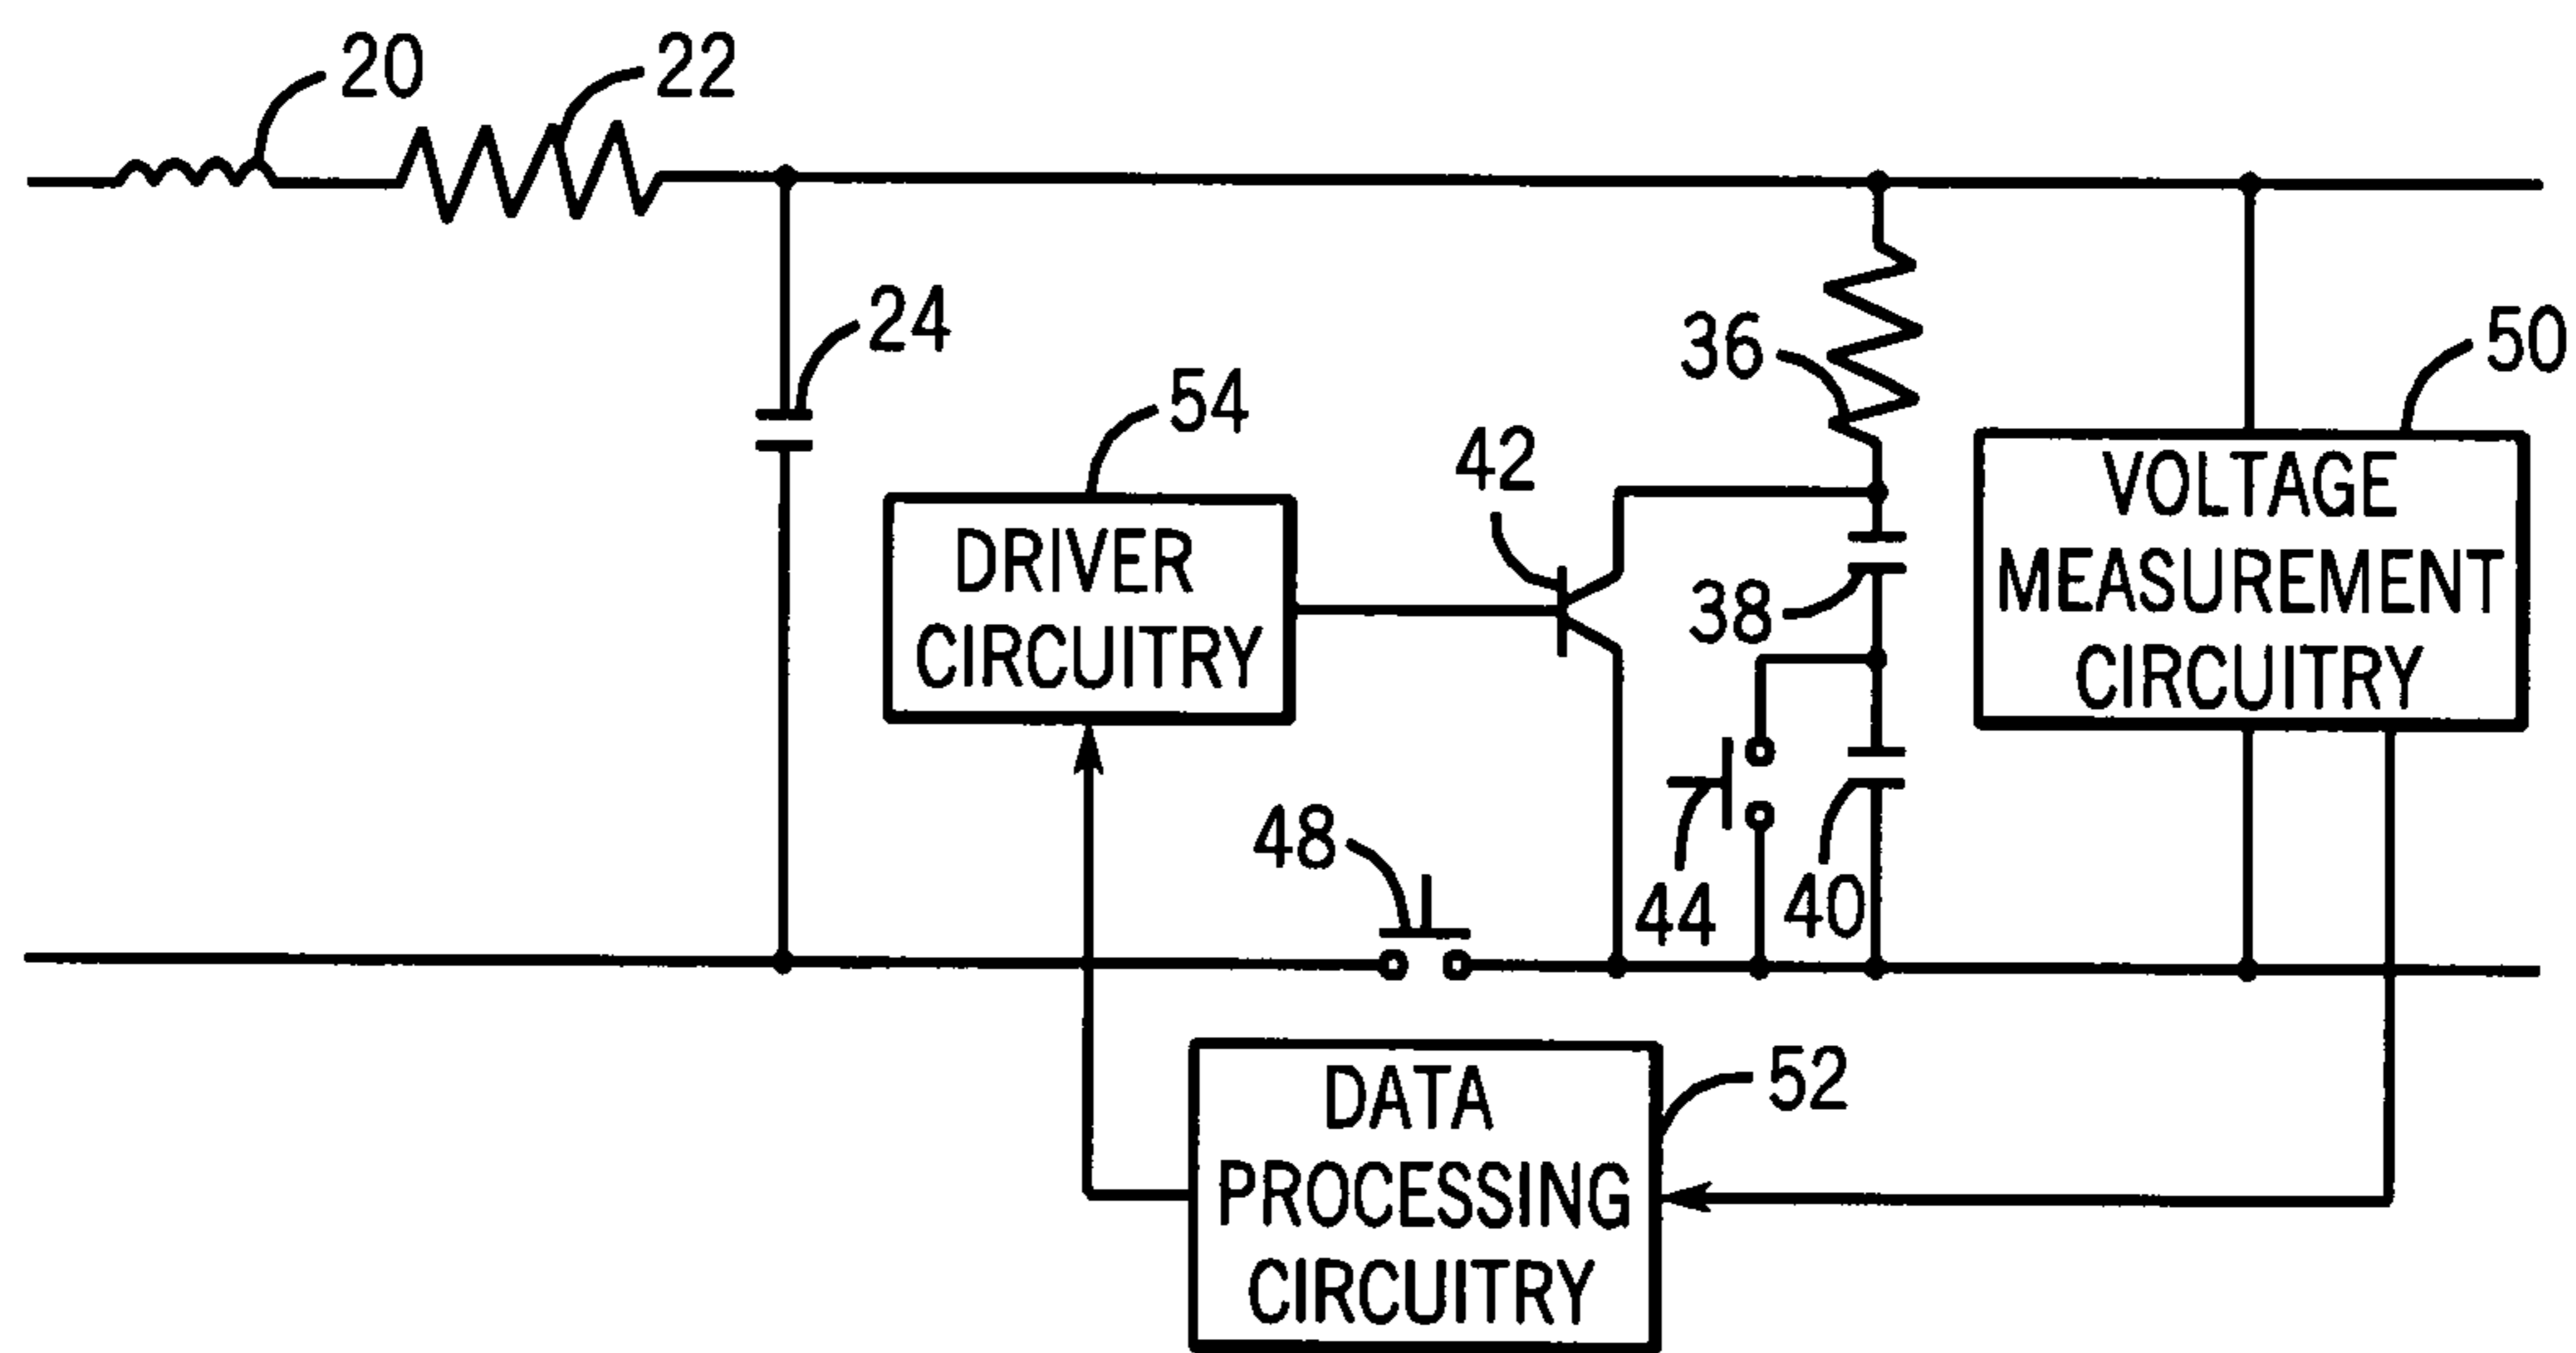 20
22
24
54
42
36
38
50
DRIVER
CIRCUITRY
VOLTAGE
MEASUREMENT
CIRCUITRY
48
44
40
DATA
PROCESSING
CIRCUITRY
52